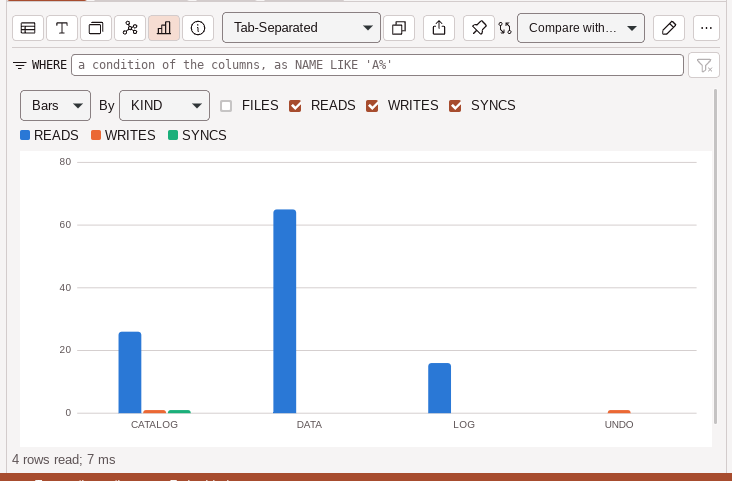 Tab-Separated Compare with... ...
WHERE a condition of the columns, as NAME LIKE 'A%'
Bars By KIND FILES READS WRITES SYNCS
READS WRITES SYNCS
80
60
40
20
0
CATALOG DATA LOG UNDO
4 rows read; 7 ms